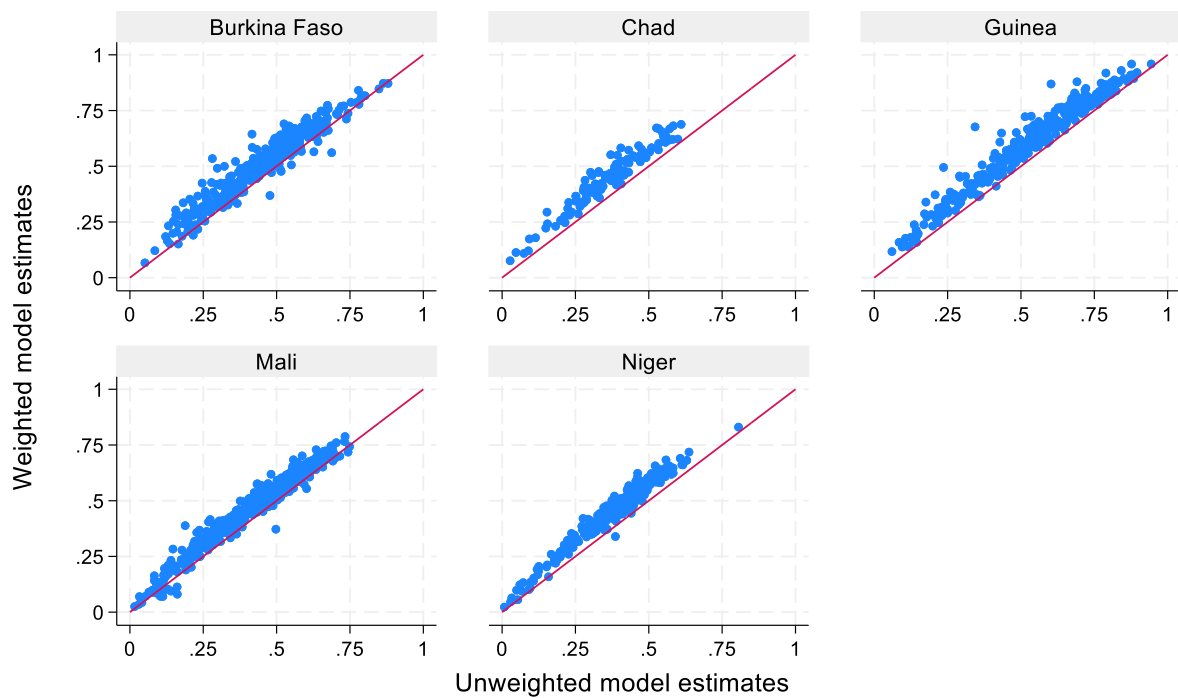 Burkina Faso
Chad
Guinea
1
.75
.5
.25
0
0 .25 .5 .75 1
0 .25 .5 .75 1
0 .25 .5 .75 1
Weighted model estimates
Mali
Niger
1
.75
.5
.25
0
0 .25 .5 .75 1
0 .25 .5 .75 1
Unweighted model estimates